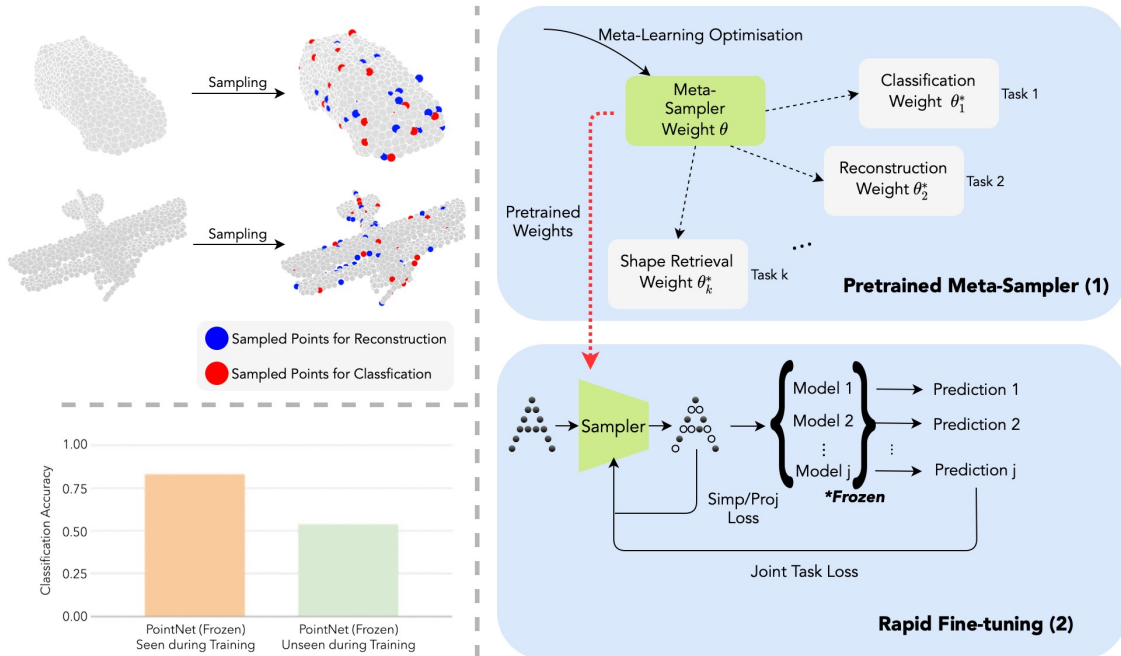 Sampling
Sampling
Sampled Points for Reconstruction
Sampled Points for Classfication
1.00
0.75
0.50
0.25
0.00
Classification Accuracy
PointNet (Frozen)
Seen during Training
PointNet (Frozen)
Unseen during Training
Meta-Learning Optimisation
Meta-
Sampler
Weight θ
Classification
Weight θ₁*
Task 1
Reconstruction
Weight θ₂*
Task 2
Pretrained
Weights
Shape Retrieval
Weight θₖ*
Task k
...
Pretrained Meta-Sampler (1)
Sampler
Model 1
Model 2
⋮
Model j
*Frozen
Prediction 1
Prediction 2
⋮
Prediction j
Simp/Proj
Loss
Joint Task Loss
Rapid Fine-tuning (2)